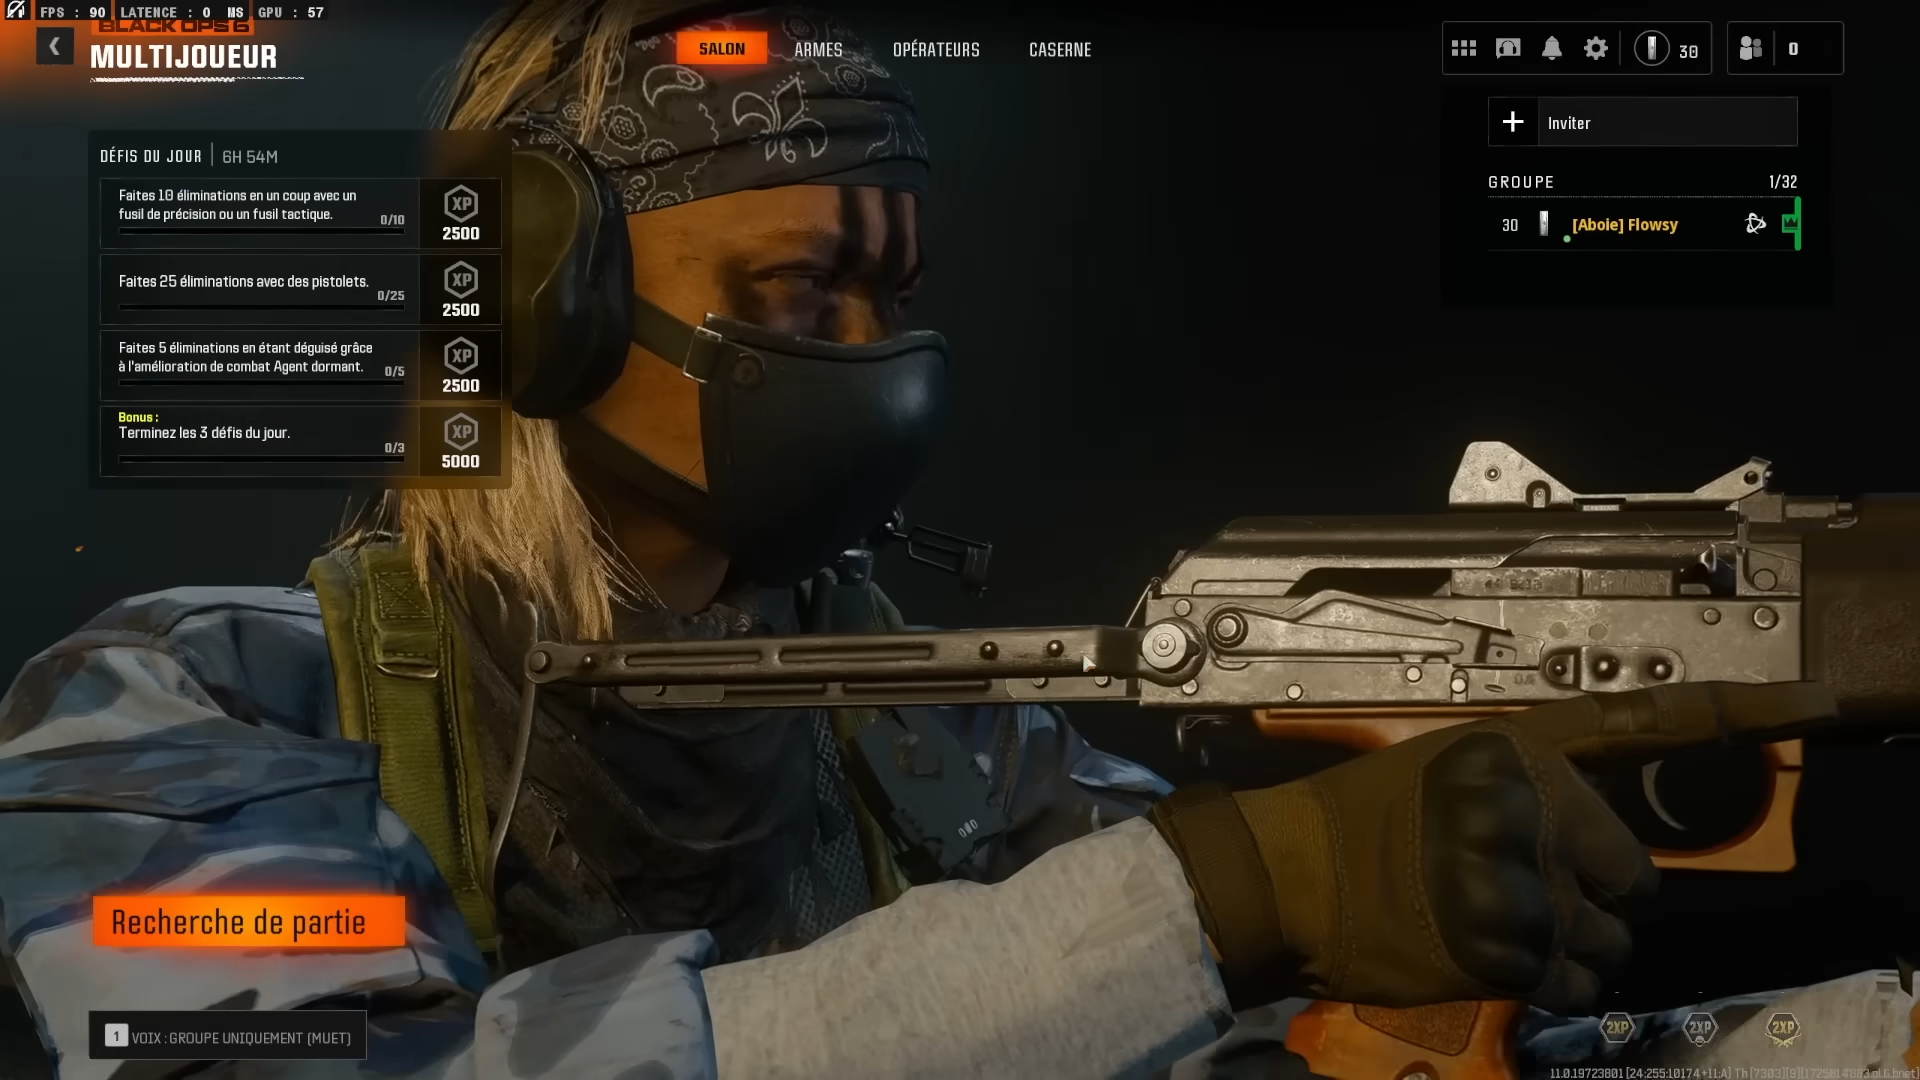 FPS : 90 LATENCE : 0 MS GPU : 57
BLACK OPS 6
MULTIJOUEUR
SALON
ARMES
OPÉRATEURS
CASERNE
30
0
Inviter
GROUPE 1/32
30 [Aboie] Flowsy
DÉFIS DU JOUR 6H 54M
Faites 10 éliminations en un coup avec un
fusil de précision ou un fusil tactique.
0/10
XP
2500
Faites 25 éliminations avec des pistolets.
0/25
XP
2500
Faites 5 éliminations en étant déguisé grâce
à l'amélioration de combat Agent dormant.
0/5
XP
2500
Bonus :
Terminez les 3 défis du jour.
0/3
XP
5000
Recherche de partie
1 VOIX : GROUPE UNIQUEMENT (MUET)
2XP
2XP
2XP